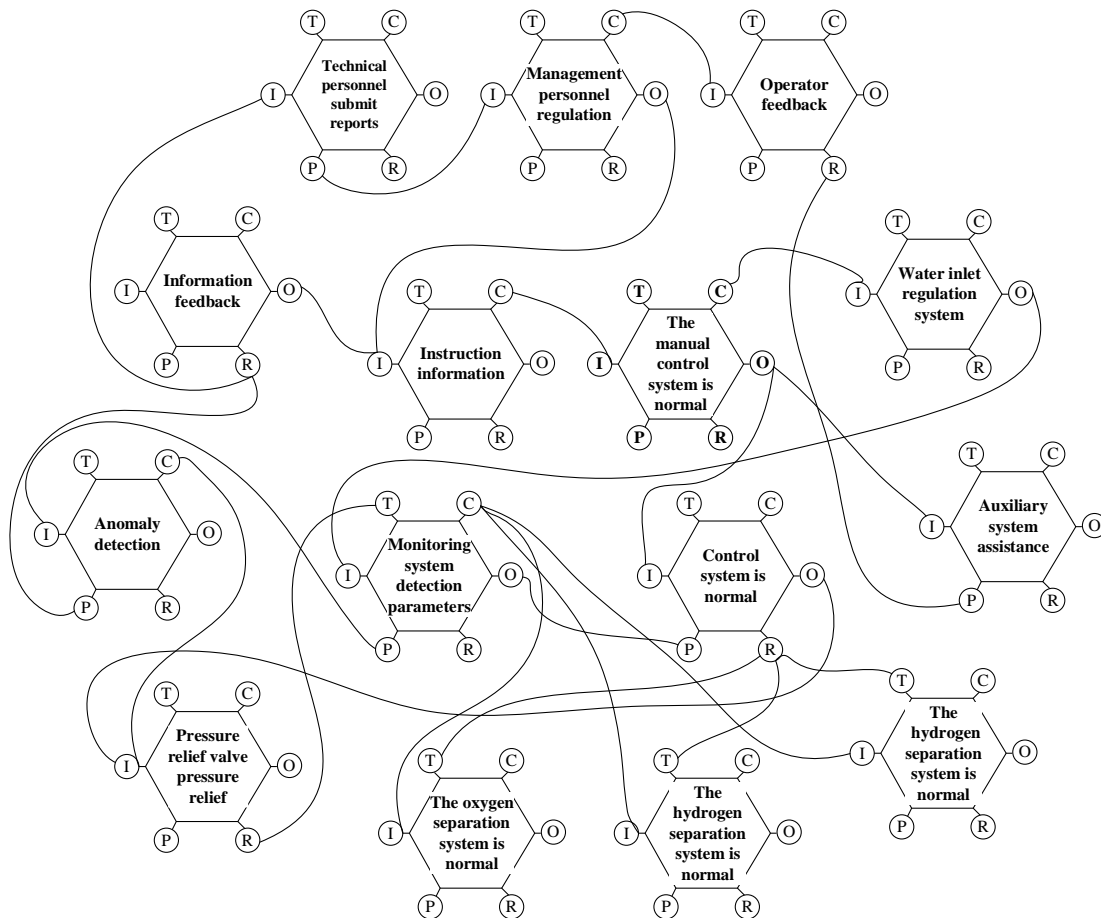 T
C
T
C
T
C
Technical
personnel
submit
reports
Management
personnel
regulation
Operator
feedback
I
O
I
O
I
O
P
R
P
R
P
R
T
C
T
C
Information
feedback
Water inlet
regulation
system
I
O
I
O
T
C
T
C
The
manual
control
system is
normal
Instruction
information
I
O
I
O
P
R
P
R
P
R
P
R
T
C
T
C
Anomaly
detection
Auxiliary
system
assistance
I
O
I
O
T
C
T
C
Monitoring
system
detection
parameters
Control
system is
normal
I
O
I
O
P
R
P
R
P
R
P
R
T
C
T
C
Pressure
relief valve
pressure
relief
The
hydrogen
separation
system is
normal
I
O
I
O
T
C
T
C
The oxygen
separation
system is
normal
The
hydrogen
separation
system is
normal
I
O
I
O
P
R
P
R
P
R
P
R